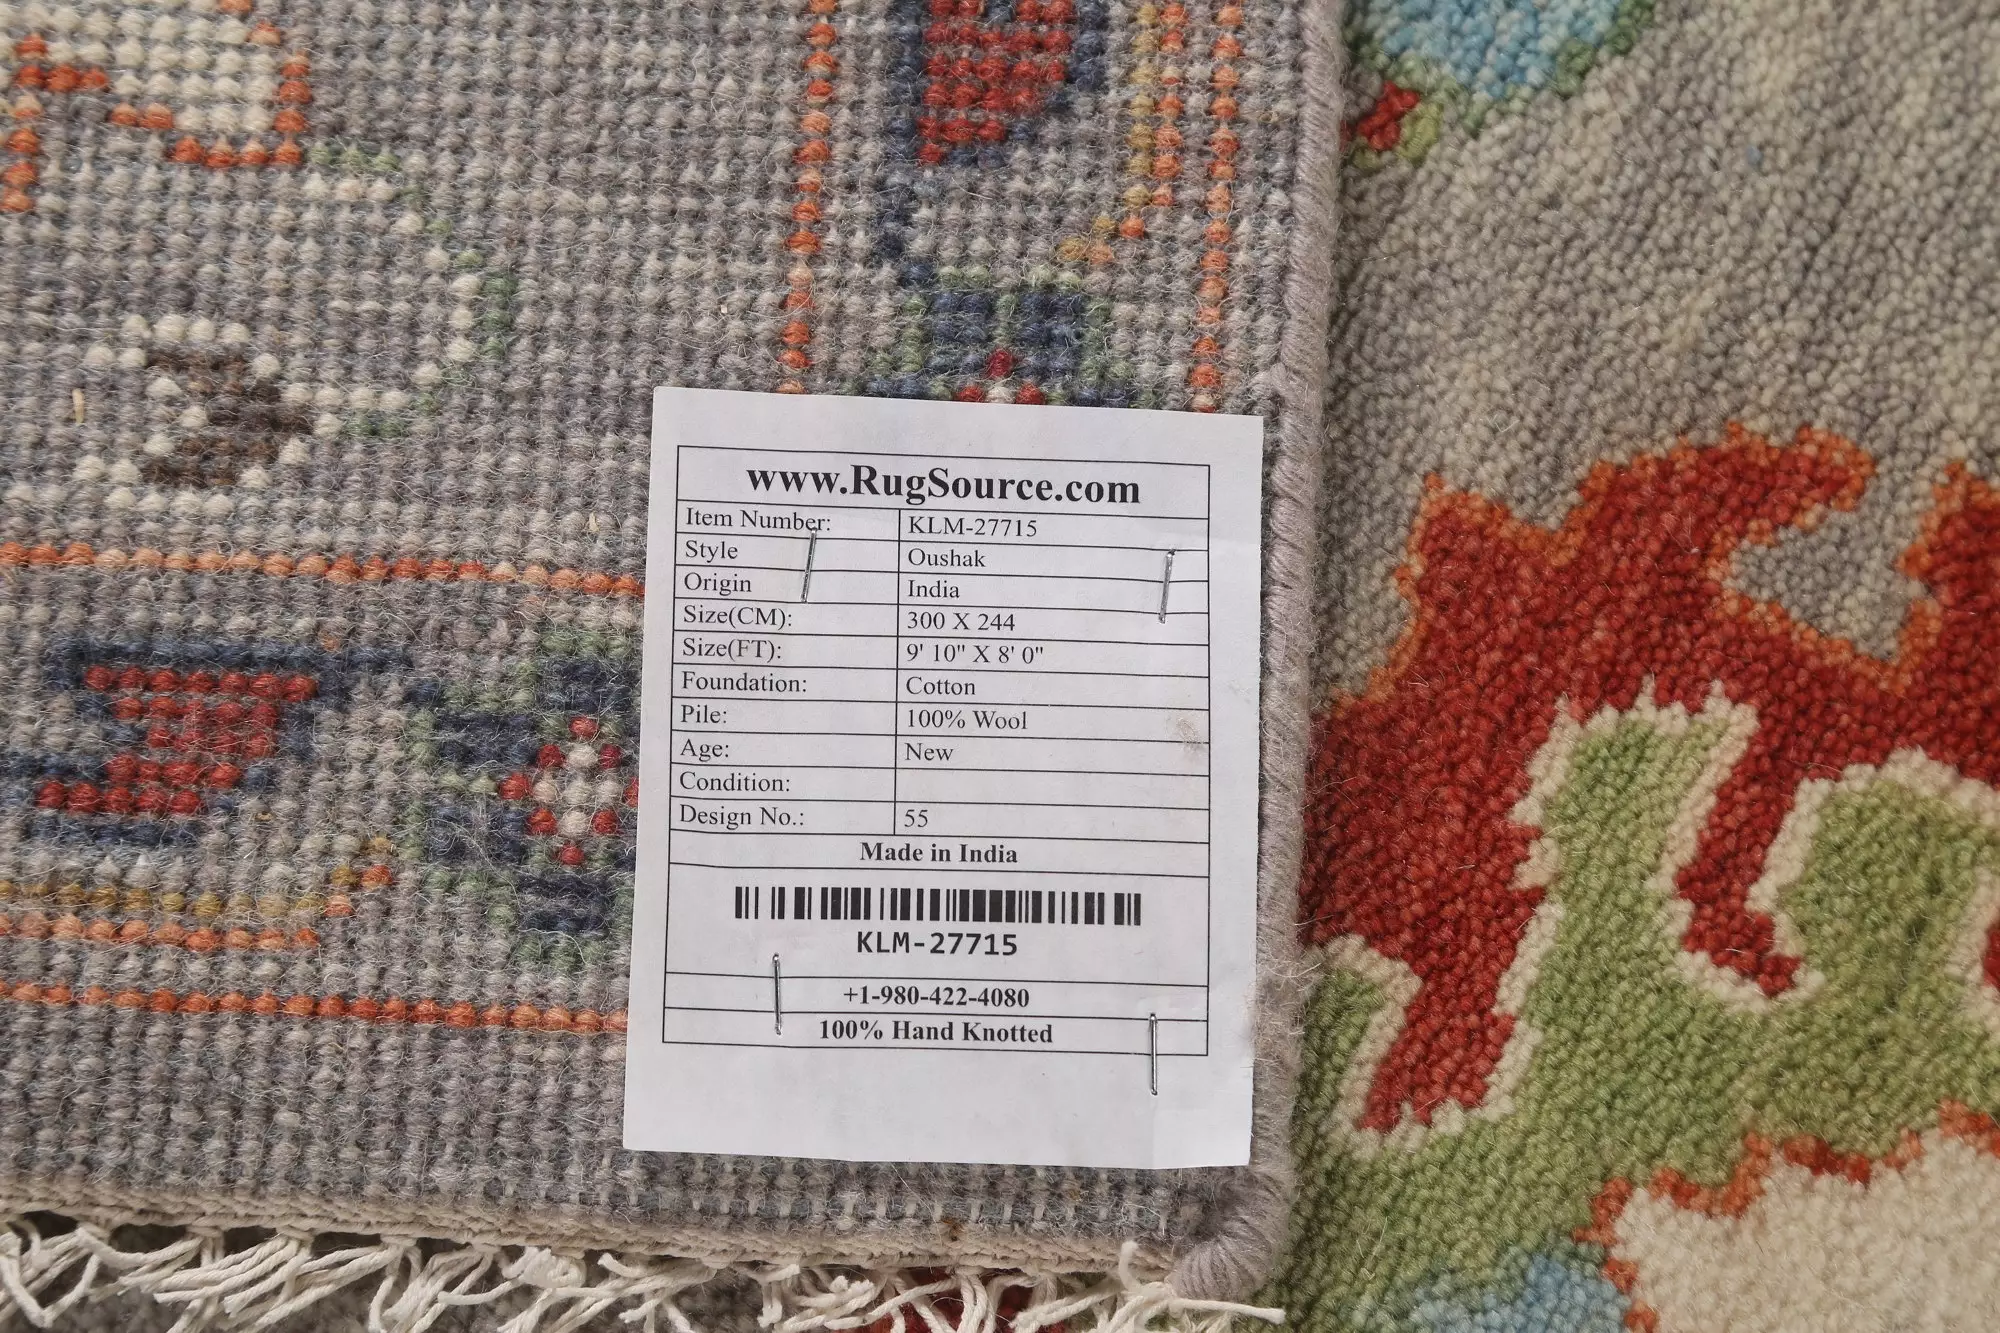 www.RugSource.com
Item Number: KLM-27715
Style Oushak
Origin India
Size(CM): 300 X 244
Size(FT): 9' 10" X 8' 0"
Foundation: Cotton
Pile: 100% Wool
Age: New
Condition:
Design No.: 55
Made in India
KLM-27715
+1-980-422-4080
100% Hand Knotted